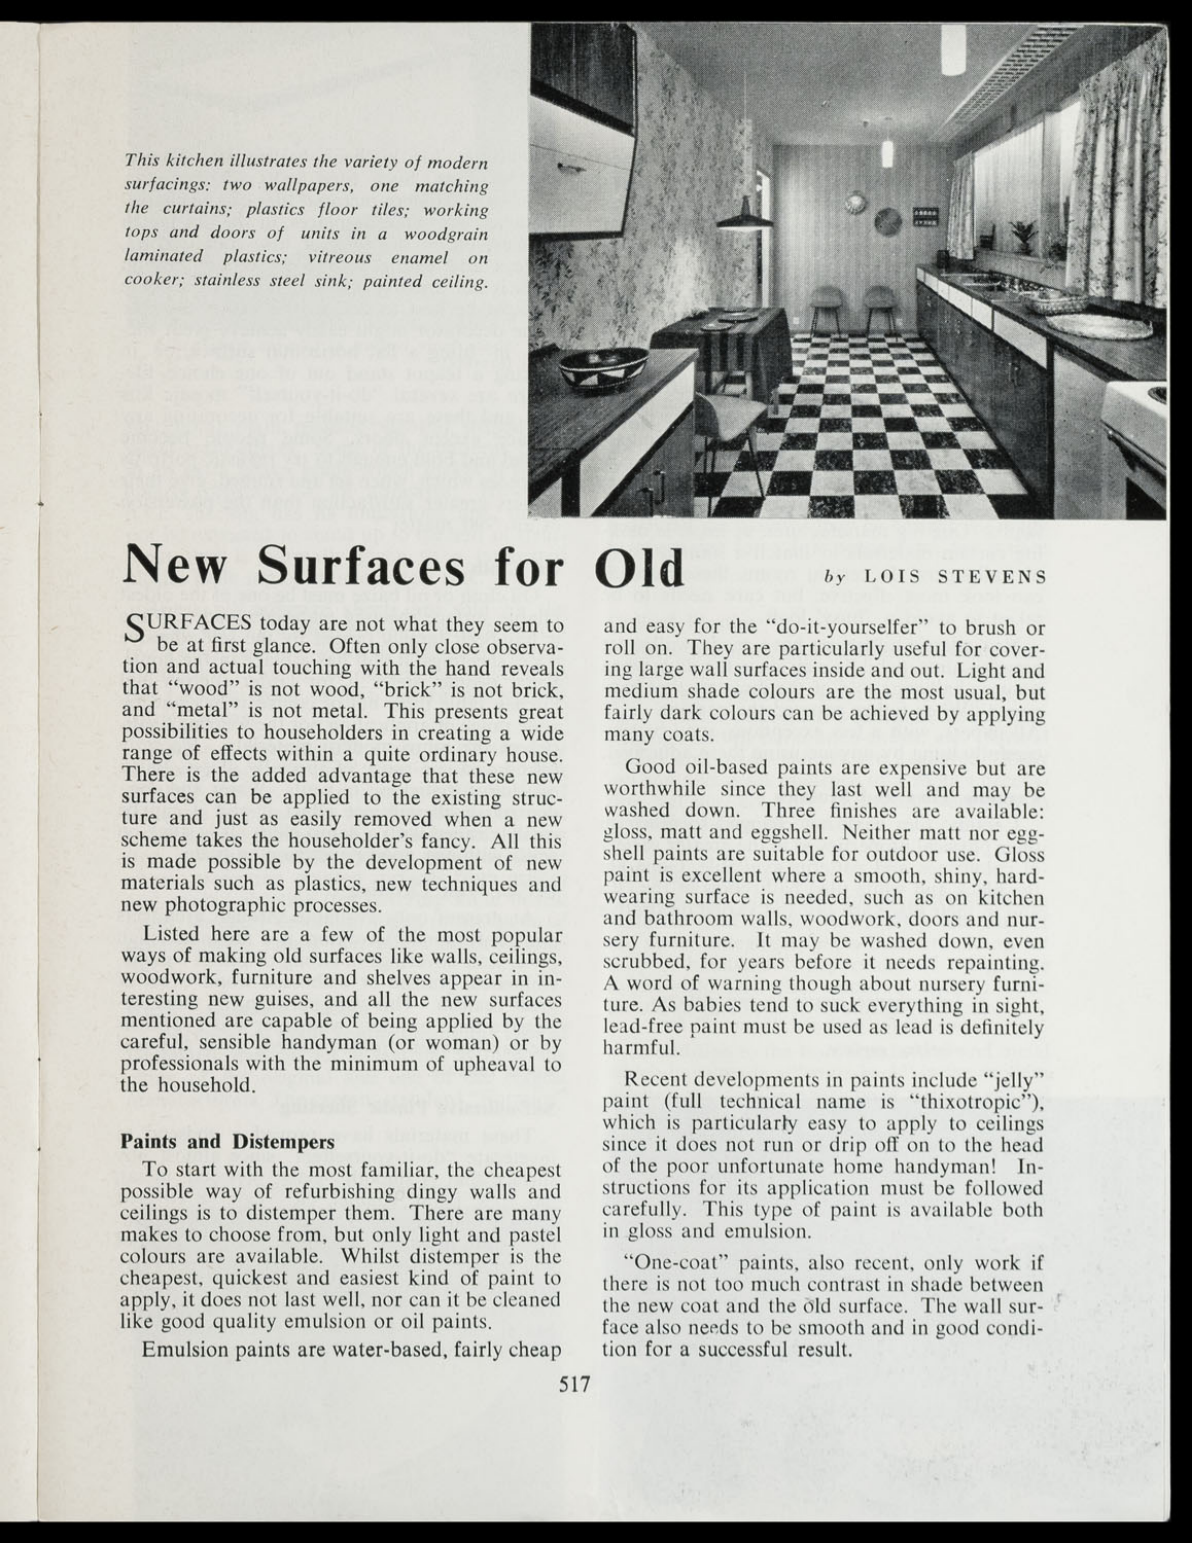 This kitchen illustrates the variety of modern
surfacings: two wallpapers, one matching
the curtains; plastics floor tiles; working
tops and doors of units in a woodgrain
laminated plastics; vitreous enamel on
cooker; stainless steel sink; painted ceiling.
New Surfaces for Old
by LOIS STEVENS
SURFACES today are not what they seem to
be at first glance. Often only close observa-
tion and actual touching with the hand reveals
that “wood” is not wood, “brick” is not brick,
and “metal” is not metal. This presents great
possibilities to householders in creating a wide
range of effects within a quite ordinary house.
There is the added advantage that these new
surfaces can be applied to the existing struc-
ture and just as easily removed when a new
scheme takes the householder’s fancy. All this
is made possible by the development of new
materials such as plastics, new techniques and
new photographic processes.
Listed here are a few of the most popular
ways of making old surfaces like walls, ceilings,
woodwork, furniture and shelves appear in in-
teresting new guises, and all the new surfaces
mentioned are capable of being applied by the
careful, sensible handyman (or woman) or by
professionals with the minimum of upheaval to
the household.
Paints and Distempers
To start with the most familiar, the cheapest
possible way of refurbishing dingy walls and
ceilings is to distemper them. There are many
makes to choose from, but only light and pastel
colours are available. Whilst distemper is the
cheapest, quickest and easiest kind of paint to
apply, it does not last well, nor can it be cleaned
like good quality emulsion or oil paints.
Emulsion paints are water-based, fairly cheap
and easy for the “do-it-yourselfer” to brush or
roll on. They are particularly useful for cover-
ing large wall surfaces inside and out. Light and
medium shade colours are the most usual, but
fairly dark colours can be achieved by applying
many coats.
Good oil-based paints are expensive but are
worthwhile since they last well and may be
washed down. Three finishes are available:
gloss, matt and eggshell. Neither matt nor egg-
shell paints are suitable for outdoor use. Gloss
paint is excellent where a smooth, shiny, hard-
wearing surface is needed, such as on kitchen
and bathroom walls, woodwork, doors and nur-
sery furniture. It may be washed down, even
scrubbed, for years before it needs repainting.
A word of warning though about nursery furni-
ture. As babies tend to suck everything in sight,
lead-free paint must be used as lead is definitely
harmful.
Recent developments in paints include “jelly”
paint (full technical name is “thixotropic”),
which is particularly easy to apply to ceilings
since it does not run or drip off on to the head
of the poor unfortunate home handyman! In-
structions for its application must be followed
carefully. This type of paint is available both
in gloss and emulsion.
“One-coat” paints, also recent, only work if
there is not too much contrast in shade between
the new coat and the old surface. The wall sur-
face also needs to be smooth and in good condi-
tion for a successful result.
517